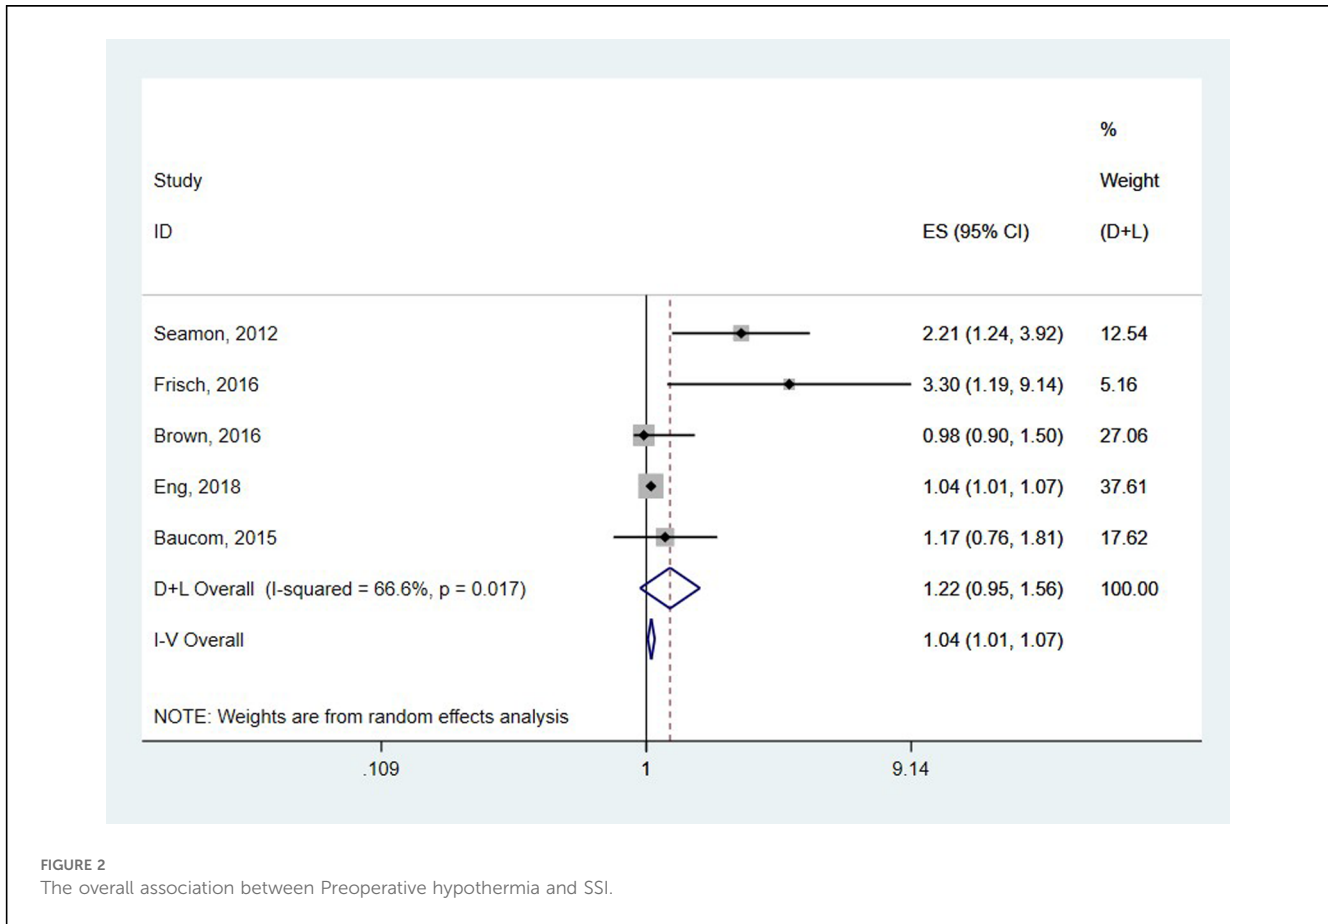 %
Study Weight
ID ES (95% CI) (D+L)
Seamon, 2012 2.21 (1.24, 3.92) 12.54
Frisch, 2016 3.30 (1.19, 9.14) 5.16
Brown, 2016 0.98 (0.90, 1.50) 27.06
Eng, 2018 1.04 (1.01, 1.07) 37.61
Baucom, 2015 1.17 (0.76, 1.81) 17.62
D+L Overall (I-squared = 66.6%, p = 0.017) 1.22 (0.95, 1.56) 100.00
I-V Overall 1.04 (1.01, 1.07)
NOTE: Weights are from random effects analysis
.109 1 9.14
FIGURE 2
The overall association between Preoperative hypothermia and SSI.